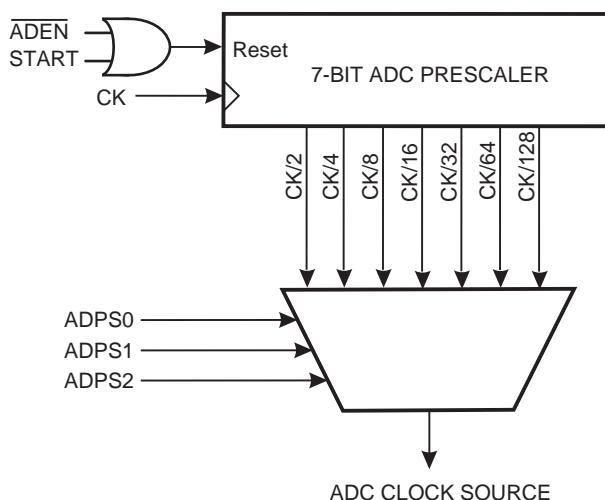 ADEN
START
Reset
7-BIT ADC PRESCALER
CK
CK/2
CK/4
CK/8
CK/16
CK/32
CK/64
CK/128
ADPS0
ADPS1
ADPS2
ADC CLOCK SOURCE